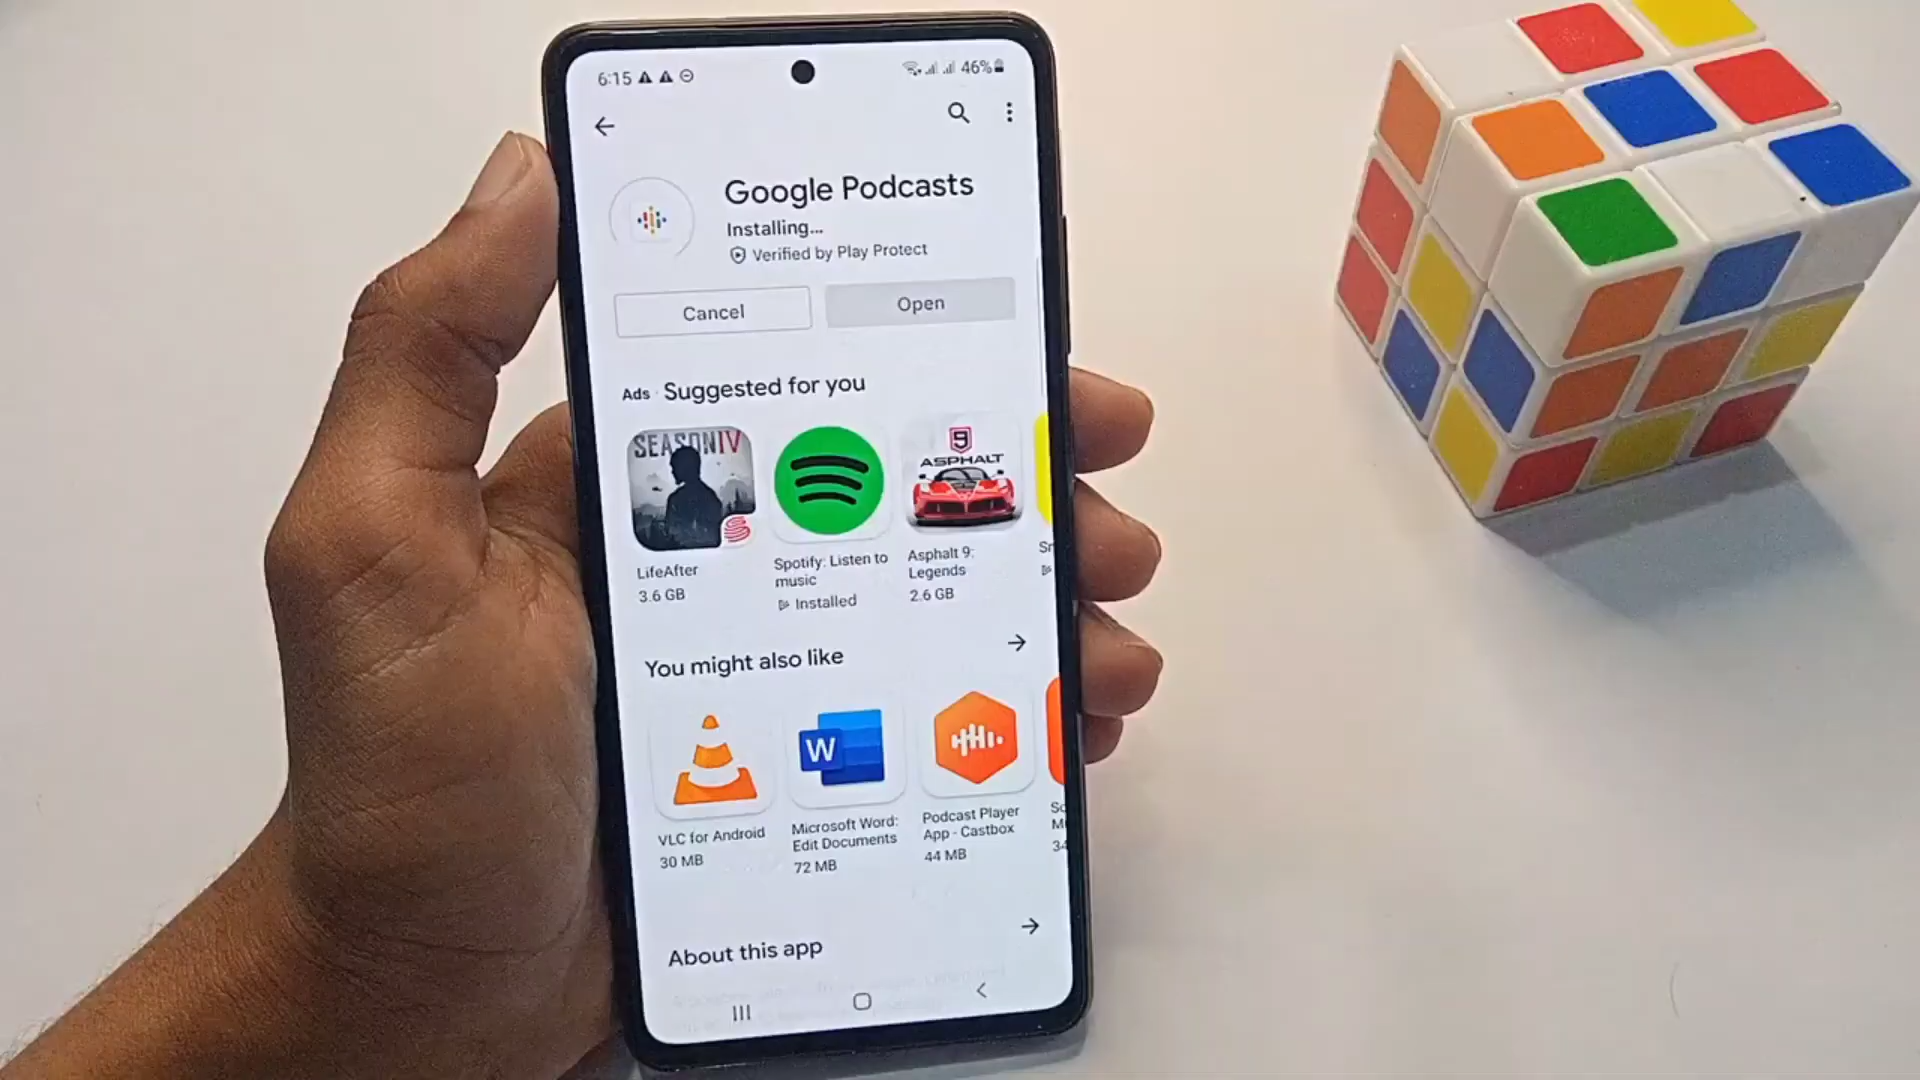 6:15
46%
Google Podcasts
Installing...
Verified by Play Protect
Cancel
Open
Ads · Suggested for you
SEASON IV
9
ASPHALT
LifeAfter
3.6 GB
Spotify: Listen to
music
Installed
Asphalt 9:
Legends
2.6 GB
You might also like
W
VLC for Android
30 MB
Microsoft Word:
Edit Documents
72 MB
Podcast Player
App - Castbox
44 MB
34
About this app